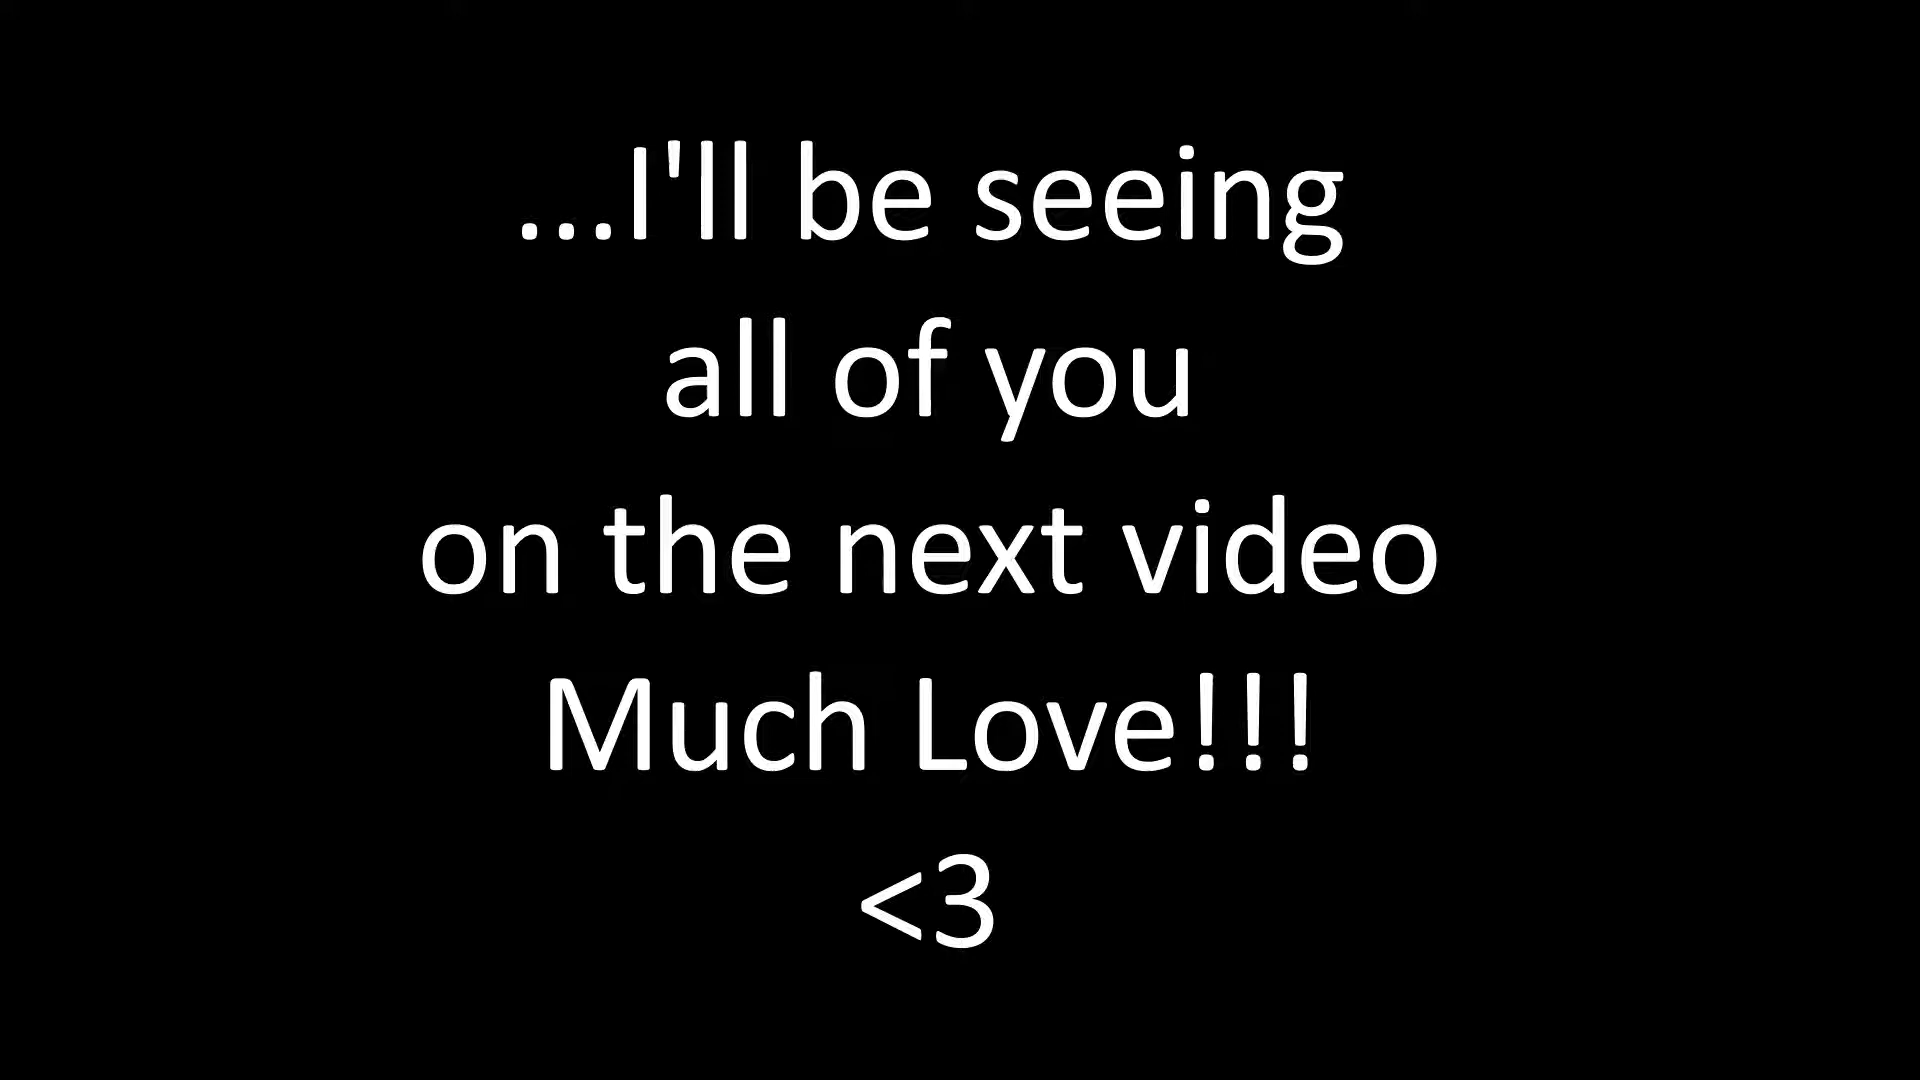 ...I'll be seeing
all of you
on the next video
Much Love!!!
<3